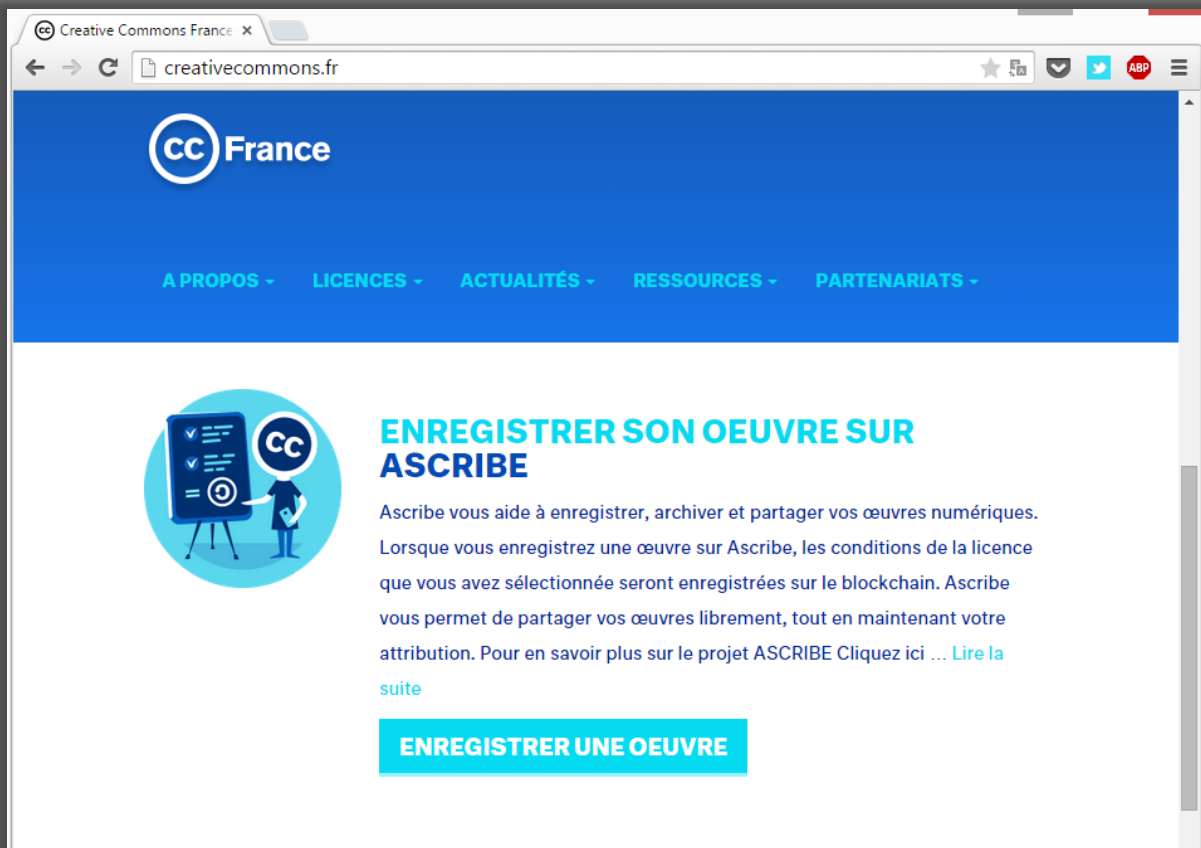 Creative Commons France
creativecommons.fr
ABP
CC France
A PROPOS
LICENCES
ACTUALITÉS
RESSOURCES
PARTENARIATS
CC
ENREGISTRER SON OEUVRE SUR
ASCRIBE
Ascribe vous aide à enregistrer, archiver et partager vos œuvres numériques.
Lorsque vous enregistrez une œuvre sur Ascribe, les conditions de la licence
que vous avez sélectionnée seront enregistrées sur le blockchain. Ascribe
vous permet de partager vos œuvres librement, tout en maintenant votre
attribution. Pour en savoir plus sur le projet ASCRIBE Cliquez ici … Lire la
suite
ENREGISTRER UNE OEUVRE